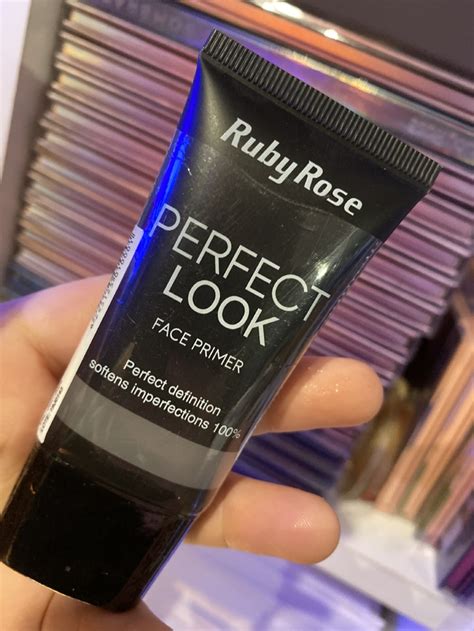 Ruby Rose
PERFECT
LOOK
FACE PRIMER
Perfect definition
softens imperfections 100%